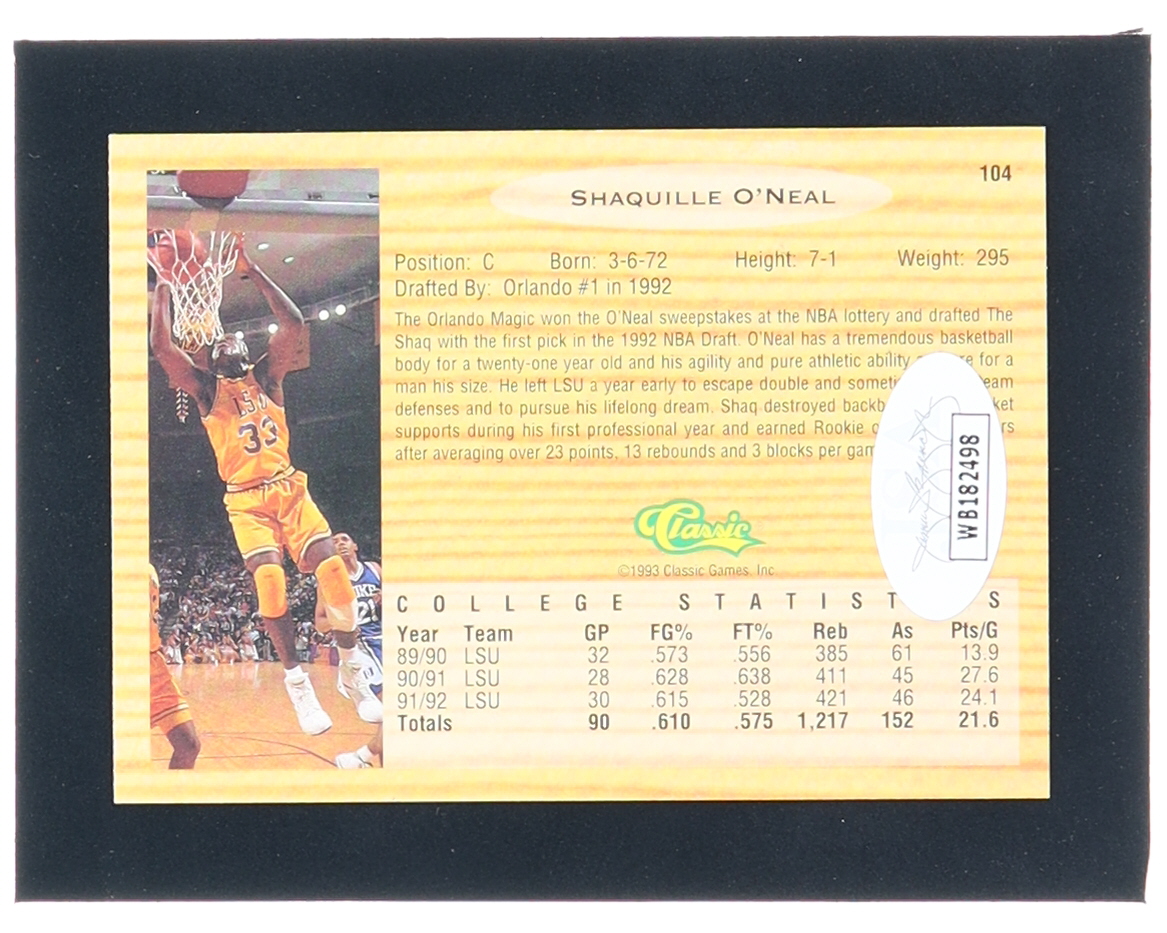 104
SHAQUILLE O'NEAL
Position: C Born: 3-6-72 Height: 7-1 Weight: 295
Drafted By: Orlando #1 in 1992
The Orlando Magic won the O'Neal sweepstakes at the NBA lottery and drafted The
Shaq with the first pick in the 1992 NBA Draft. O'Neal has a tremendous basketball
body for a twenty-one year old and his agility and pure athletic ability for a
man his size. He left LSU a year early to escape double and
defenses and to pursue his lifelong dream. Shaq destroyed
supports during his first professional year and earned Rookie
after averaging over 23 points, 13 rebounds and 3 blocks per
WB182498
Classic
©1993 Classic Games, Inc.
COLLEGE
Year Team GP FG% FT% Reb As Pts/G
89/90 LSU 32 .573 .556 385 61 13.9
90/91 LSU 28 .628 .638 411 45 27.6
91/92 LSU 30 .615 .528 421 46 24.1
Totals 90 .610 .575 1,217 152 21.6
LSU
33
21